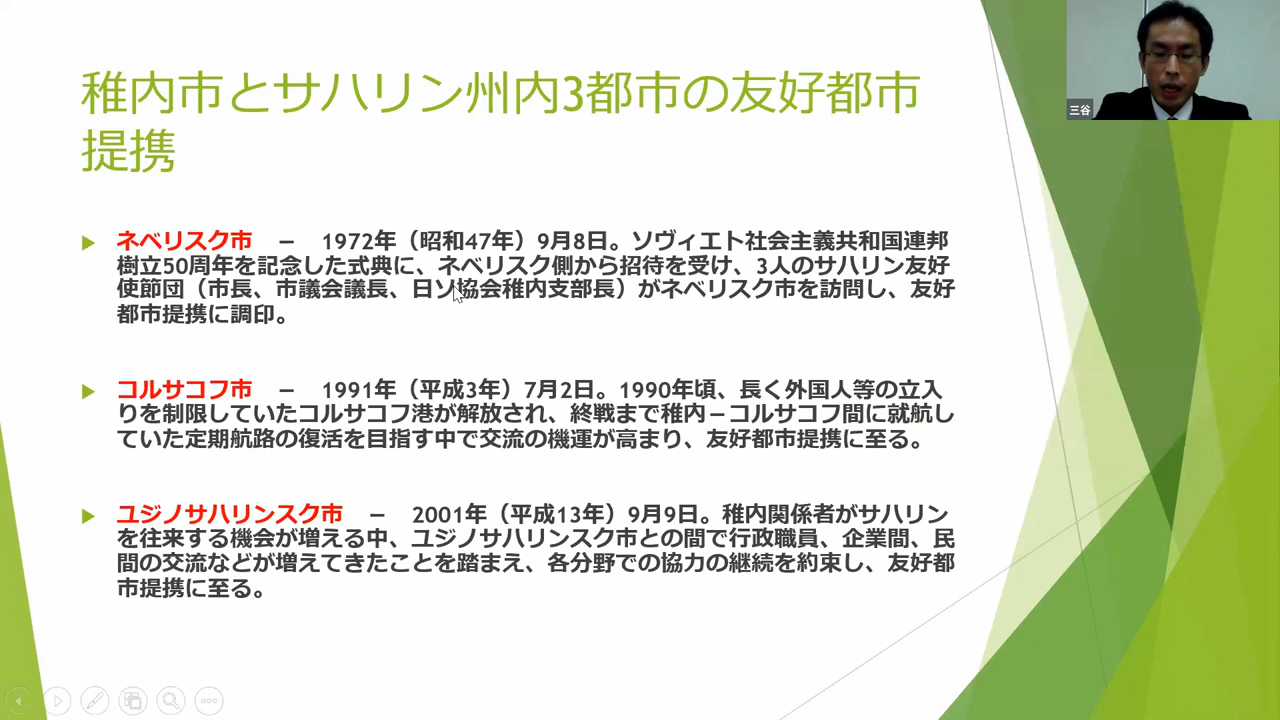 稚内市とサハリン州内3都市の友好都市
提携
三谷
ネベリスク市 － 1972年（昭和47年）9月8日。ソヴィエト社会主義共和国連邦
樹立50周年を記念した式典に、ネベリスク側から招待を受け、3人のサハリン友好
使節団（市長、市議会議長、日ソ協会稚内支部長）がネベリスク市を訪問し、友好
都市提携に調印。
コルサコフ市 － 1991年（平成3年）7月2日。1990年頃、長く外国人等の立入
りを制限していたコルサコフ港が解放され、終戦まで稚内－コルサコフ間に就航し
ていた定期航路の復活を目指す中で交流の機運が高まり、友好都市提携に至る。
ユジノサハリンスク市 － 2001年（平成13年）9月9日。稚内関係者がサハリン
を往来する機会が増える中、ユジノサハリンスク市との間で行政職員、企業間、民
間の交流などが増えてきたことを踏まえ、各分野での協力の継続を約束し、友好都
市提携に至る。